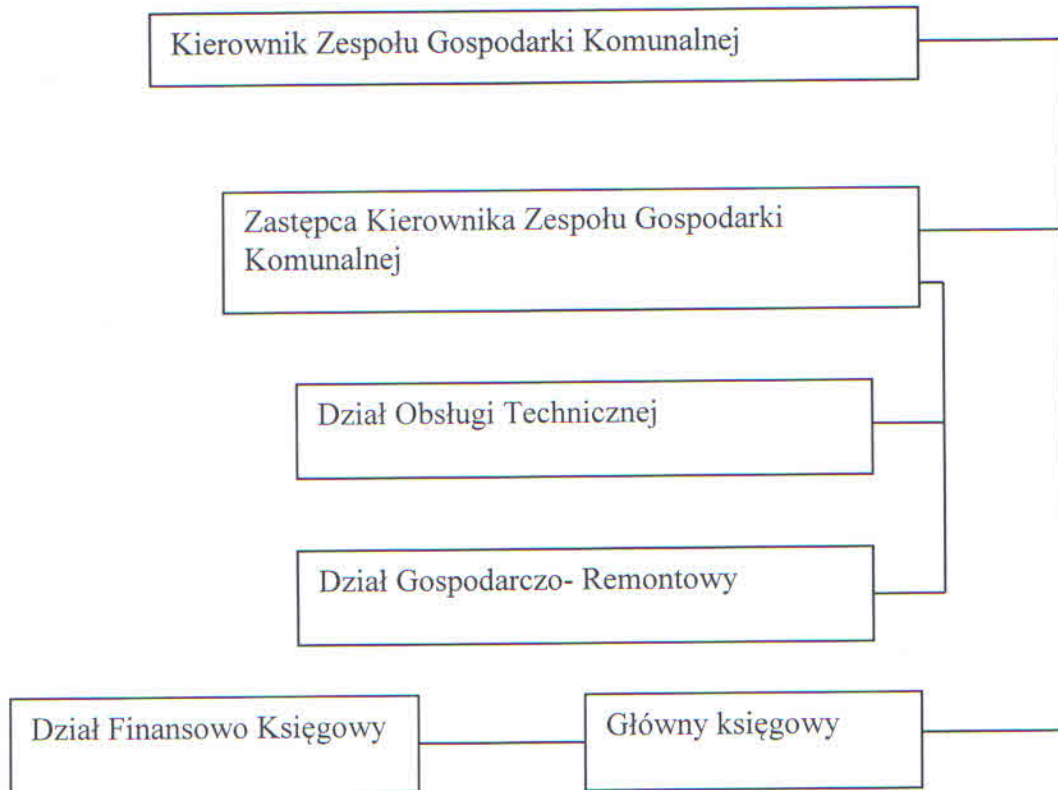 Kierownik Zespołu Gospodarki Komunalnej
Zastępca Kierownika Zespołu Gospodarki
Komunalnej
Dział Obsługi Technicznej
Dział Gospodarczo- Remontowy
Dział Finansowo Księgowy
Główny księgowy